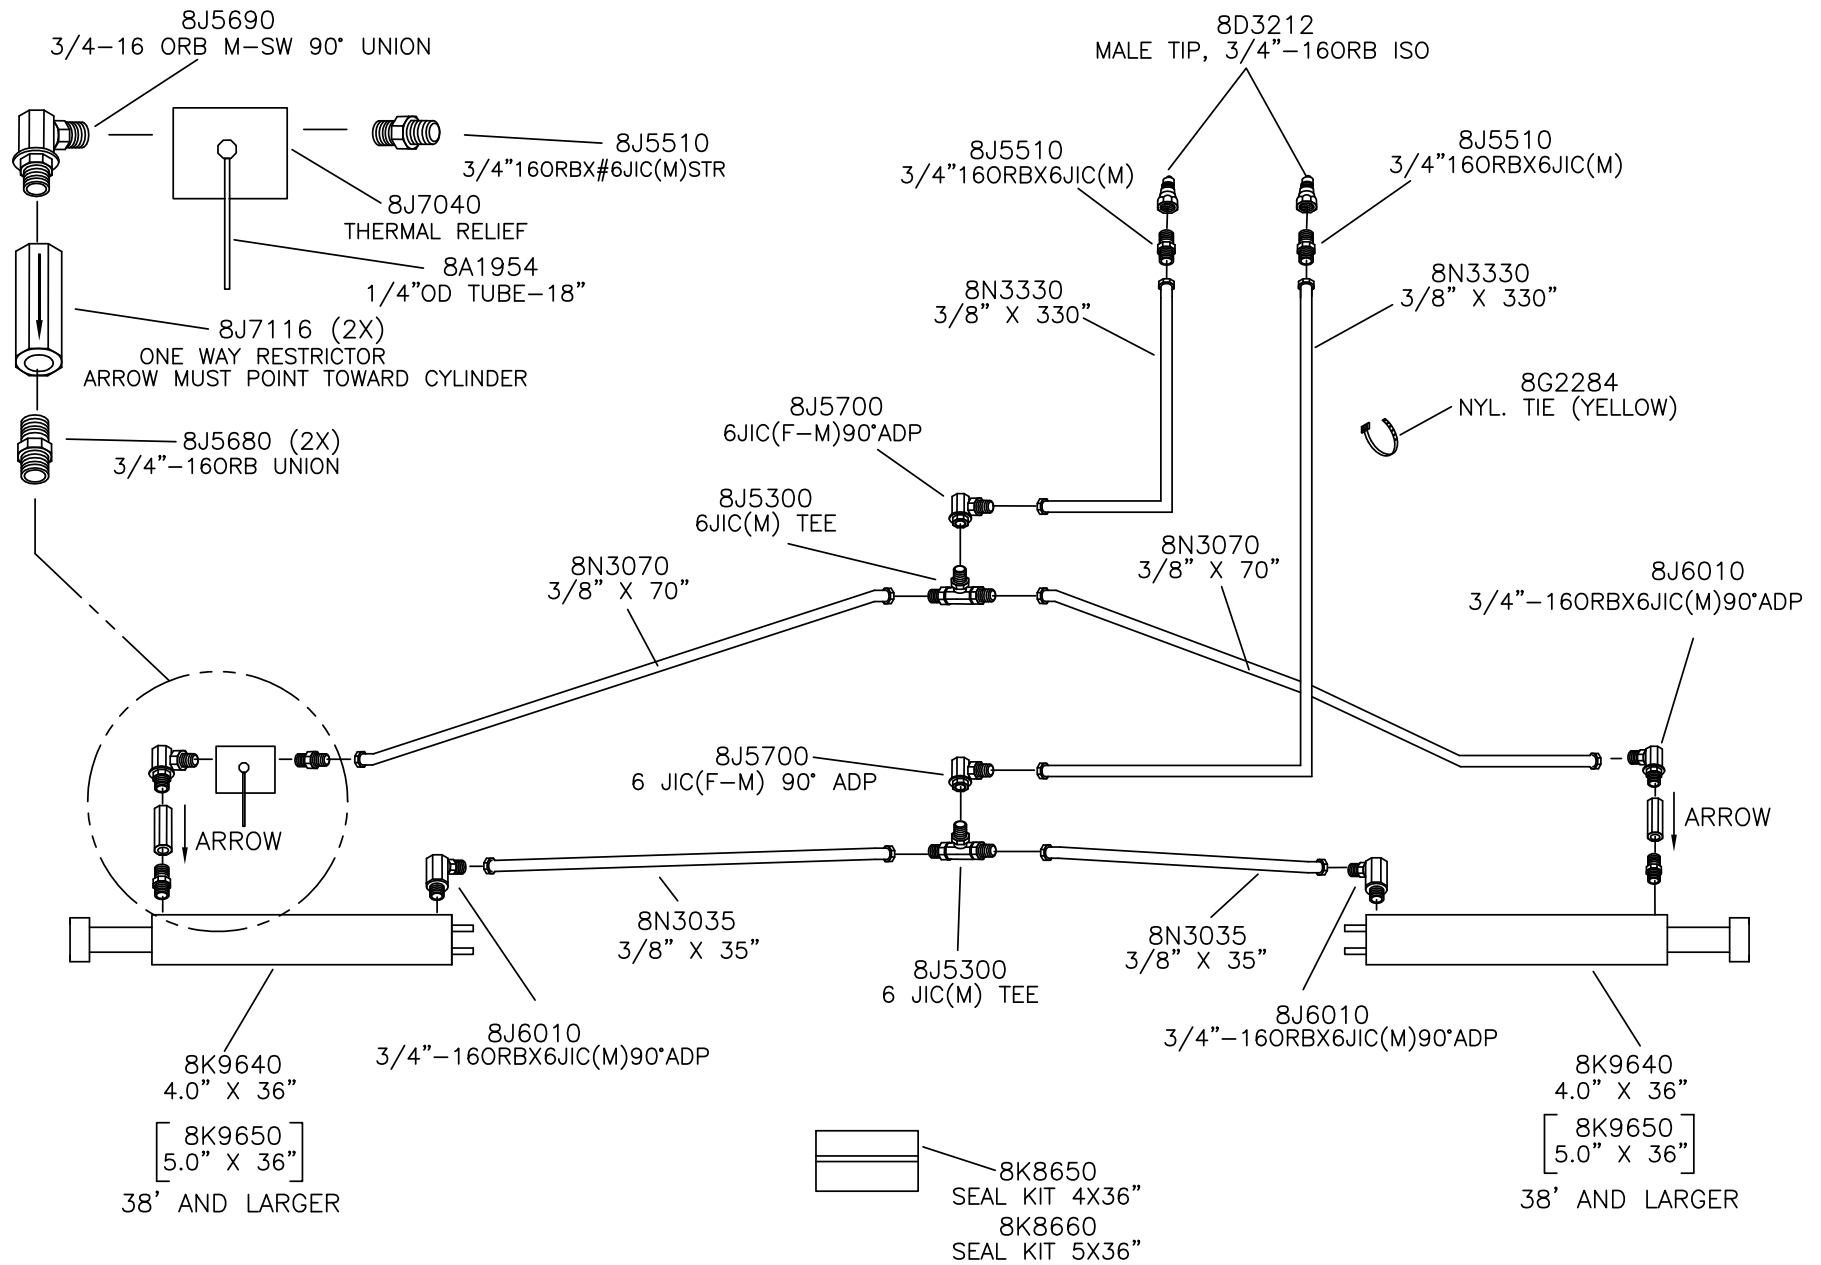 8J5690
3/4-16 ORB M-SW 90° UNION
8J5510
3/4"16ORBX#6JIC(M)STR
8J7040
THERMAL RELIEF
8A1954
1/4"OD TUBE-18"
8J7116 (2X)
ONE WAY RESTRICTOR
ARROW MUST POINT TOWARD CYLINDER
8J5680 (2X)
3/4"-16ORB UNION
8D3212
MALE TIP, 3/4"-16ORB ISO
8J5510
3/4"16ORBX6JIC(M)
8J5510
3/4"16ORBX6JIC(M)
8N3330
3/8" X 330"
8N3330
3/8" X 330"
8G2284
NYL. TIE (YELLOW)
8J5700
6JIC(F-M)90°ADP
8J5300
6JIC(M) TEE
8N3070
3/8" X 70"
8N3070
3/8" X 70"
8J6010
3/4"-16ORBX6JIC(M)90°ADP
8J5700
6 JIC(F-M) 90° ADP
ARROW
ARROW
8N3035
3/8" X 35"
8J5300
6 JIC(M) TEE
8N3035
3/8" X 35"
8J6010
3/4"-16ORBX6JIC(M)90°ADP
8J6010
3/4"-16ORBX6JIC(M)90°ADP
8K9640
4.0" X 36"
8K9650
5.0" X 36"
38' AND LARGER
8K9640
4.0" X 36"
8K9650
5.0" X 36"
38' AND LARGER
8K8650
SEAL KIT 4X36"
8K8660
SEAL KIT 5X36"